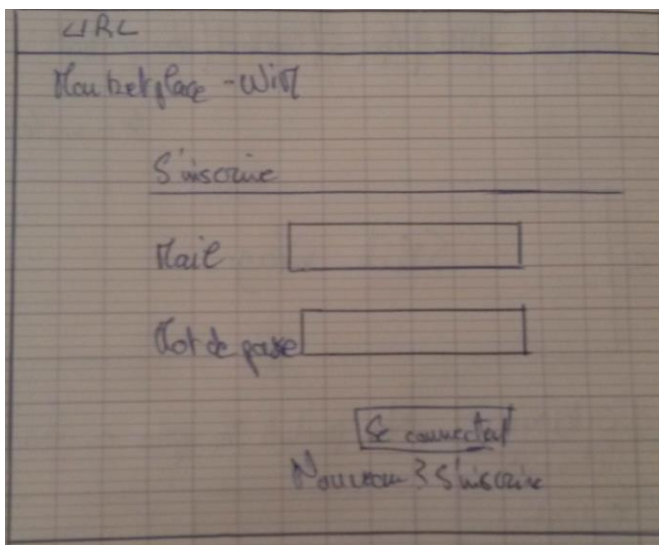 URL
Marketplace - WiM
S'inscrire
Mail
Mot de passe
Se connecter
Nouveau ? S'inscrire